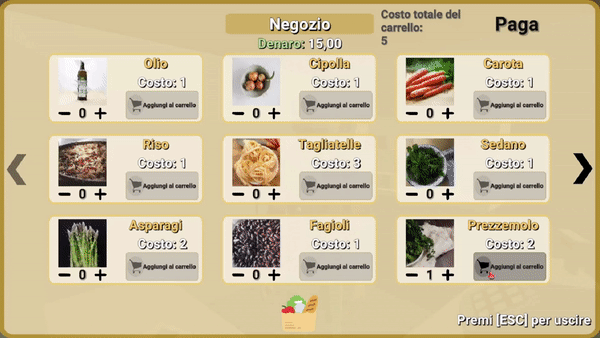 Negozio
Denaro: 15,00
Costo totale del
carrello:
5
Paga
Olio
Costo: 1
Aggiungi al carrello
- 0 +
Cipolla
Costo: 1
Aggiungi al carrello
- 0 +
Carota
Costo: 1
Aggiungi al carrello
- 0 +
Riso
Costo: 1
Aggiungi al carrello
- 0 +
Tagliatelle
Costo: 3
Aggiungi al carrello
- 0 +
Sedano
Costo: 1
Aggiungi al carrello
- 0 +
Asparagi
Costo: 2
Aggiungi al carrello
- 0 +
Fagioli
Costo: 1
Aggiungi al carrello
- 0 +
Prezzemolo
Costo: 2
Aggiungi al carrello
- 1 +
Premi [ESC] per uscire